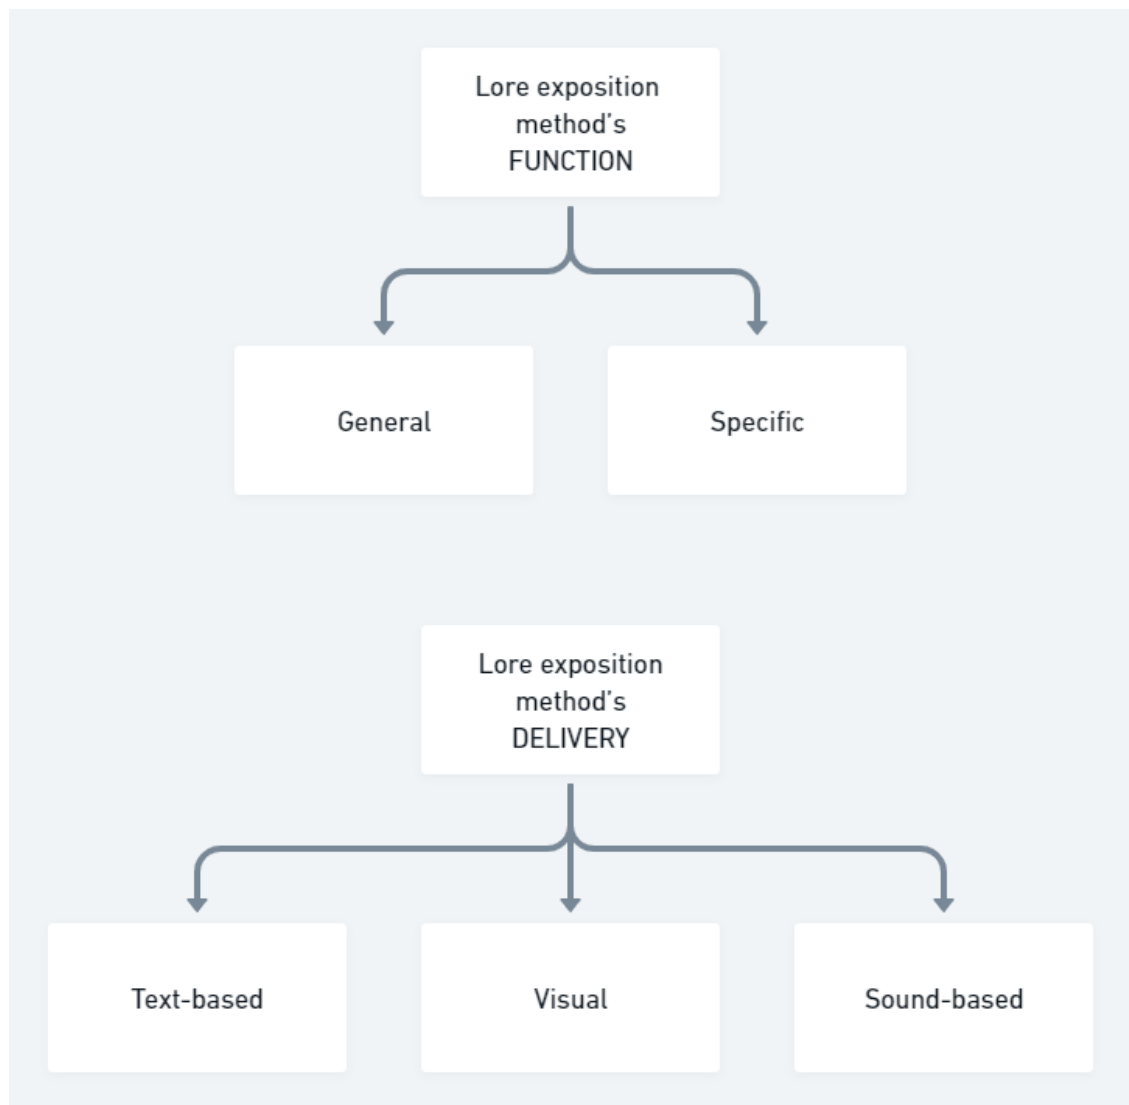 Lore exposition
method’s
FUNCTION
General
Specific
Lore exposition
method’s
DELIVERY
Text-based
Visual
Sound-based